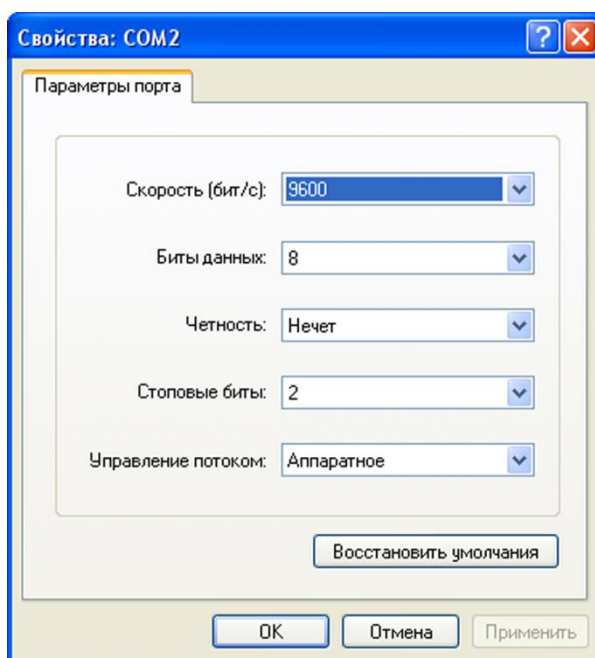 Свойства: COM2
Параметры порта
Скорость (бит/с): 9600
Биты данных: 8
Четность: Нечет
Стоповые биты: 2
Управление потоком: Аппаратное
Восстановить умолчания
OK Отмена Применить